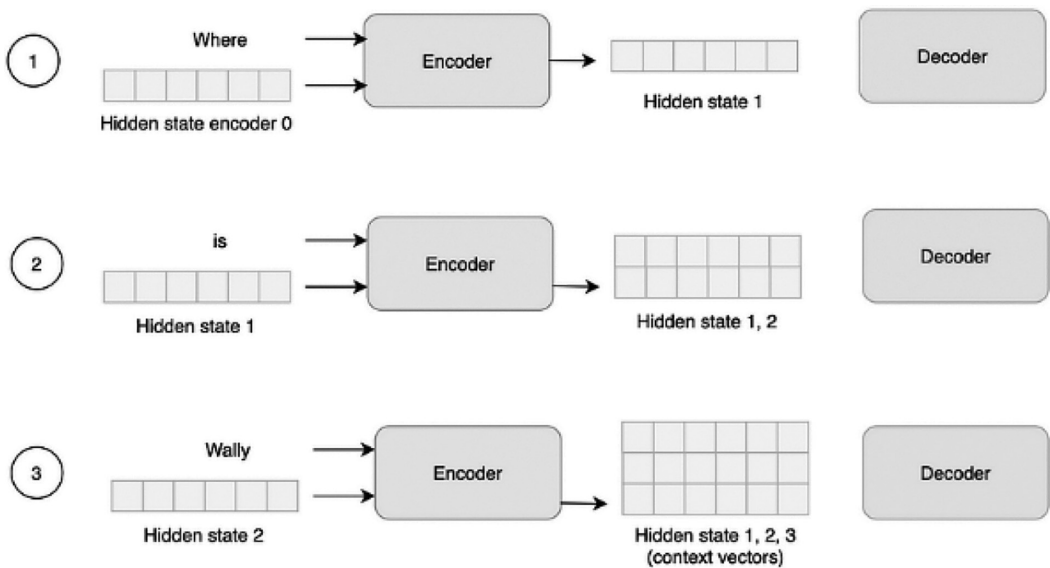 1
Where
Hidden state encoder 0
Encoder
Hidden state 1
Decoder
2
is
Hidden state 1
Encoder
Hidden state 1, 2
Decoder
3
Wally
Hidden state 2
Encoder
Hidden state 1, 2, 3
(context vectors)
Decoder